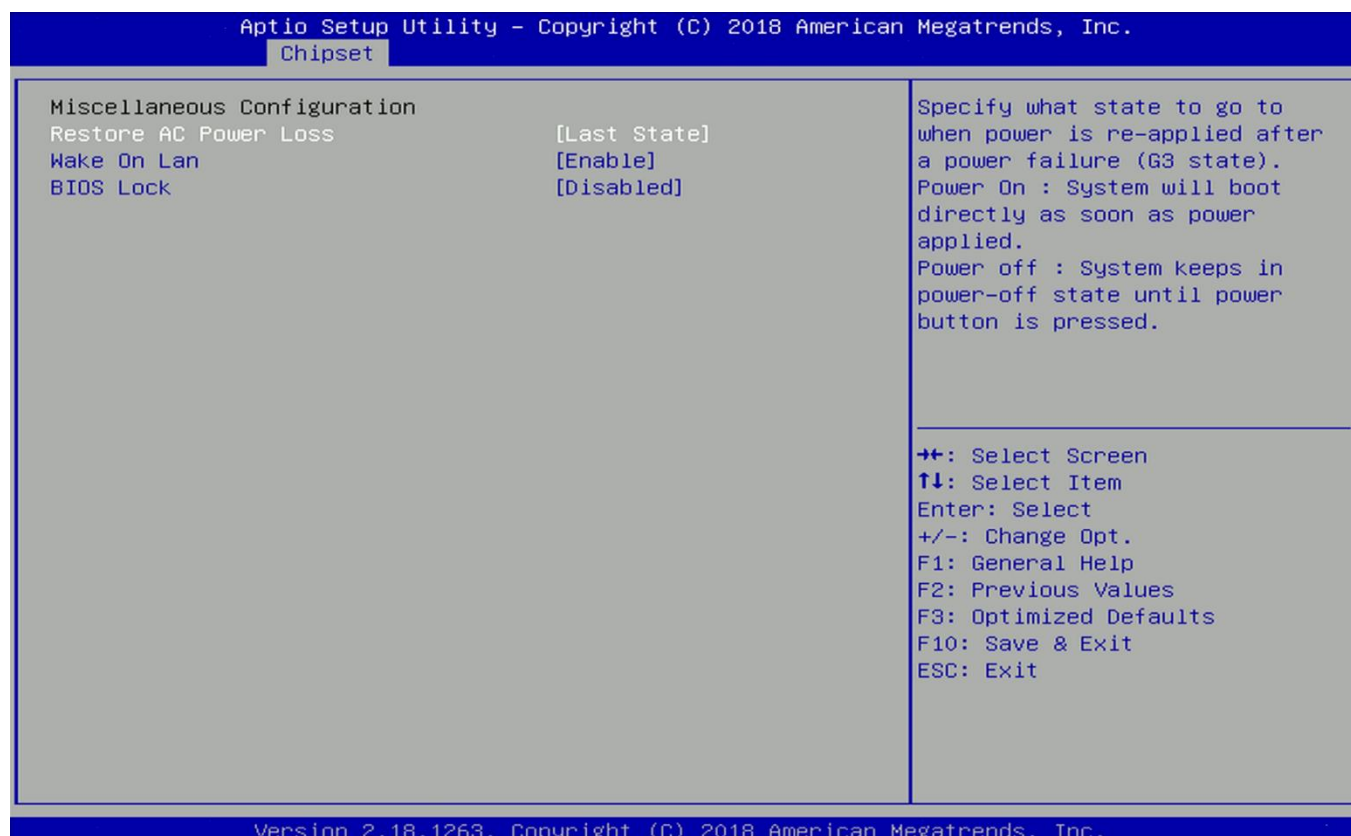 Aptio Setup Utility – Copyright (C) 2018 American Megatrends, Inc.
Chipset
Miscellaneous Configuration
Restore AC Power Loss [Last State]
Wake On Lan [Enable]
BIOS Lock [Disabled]
Specify what state to go to
when power is re-applied after
a power failure (G3 state).
Power On : System will boot
directly as soon as power
applied.
Power off : System keeps in
power-off state until power
button is pressed.
→←: Select Screen
↑↓: Select Item
Enter: Select
+/-: Change Opt.
F1: General Help
F2: Previous Values
F3: Optimized Defaults
F10: Save & Exit
ESC: Exit
Version 2.18.1263. Copyright (C) 2018 American Megatrends, Inc.